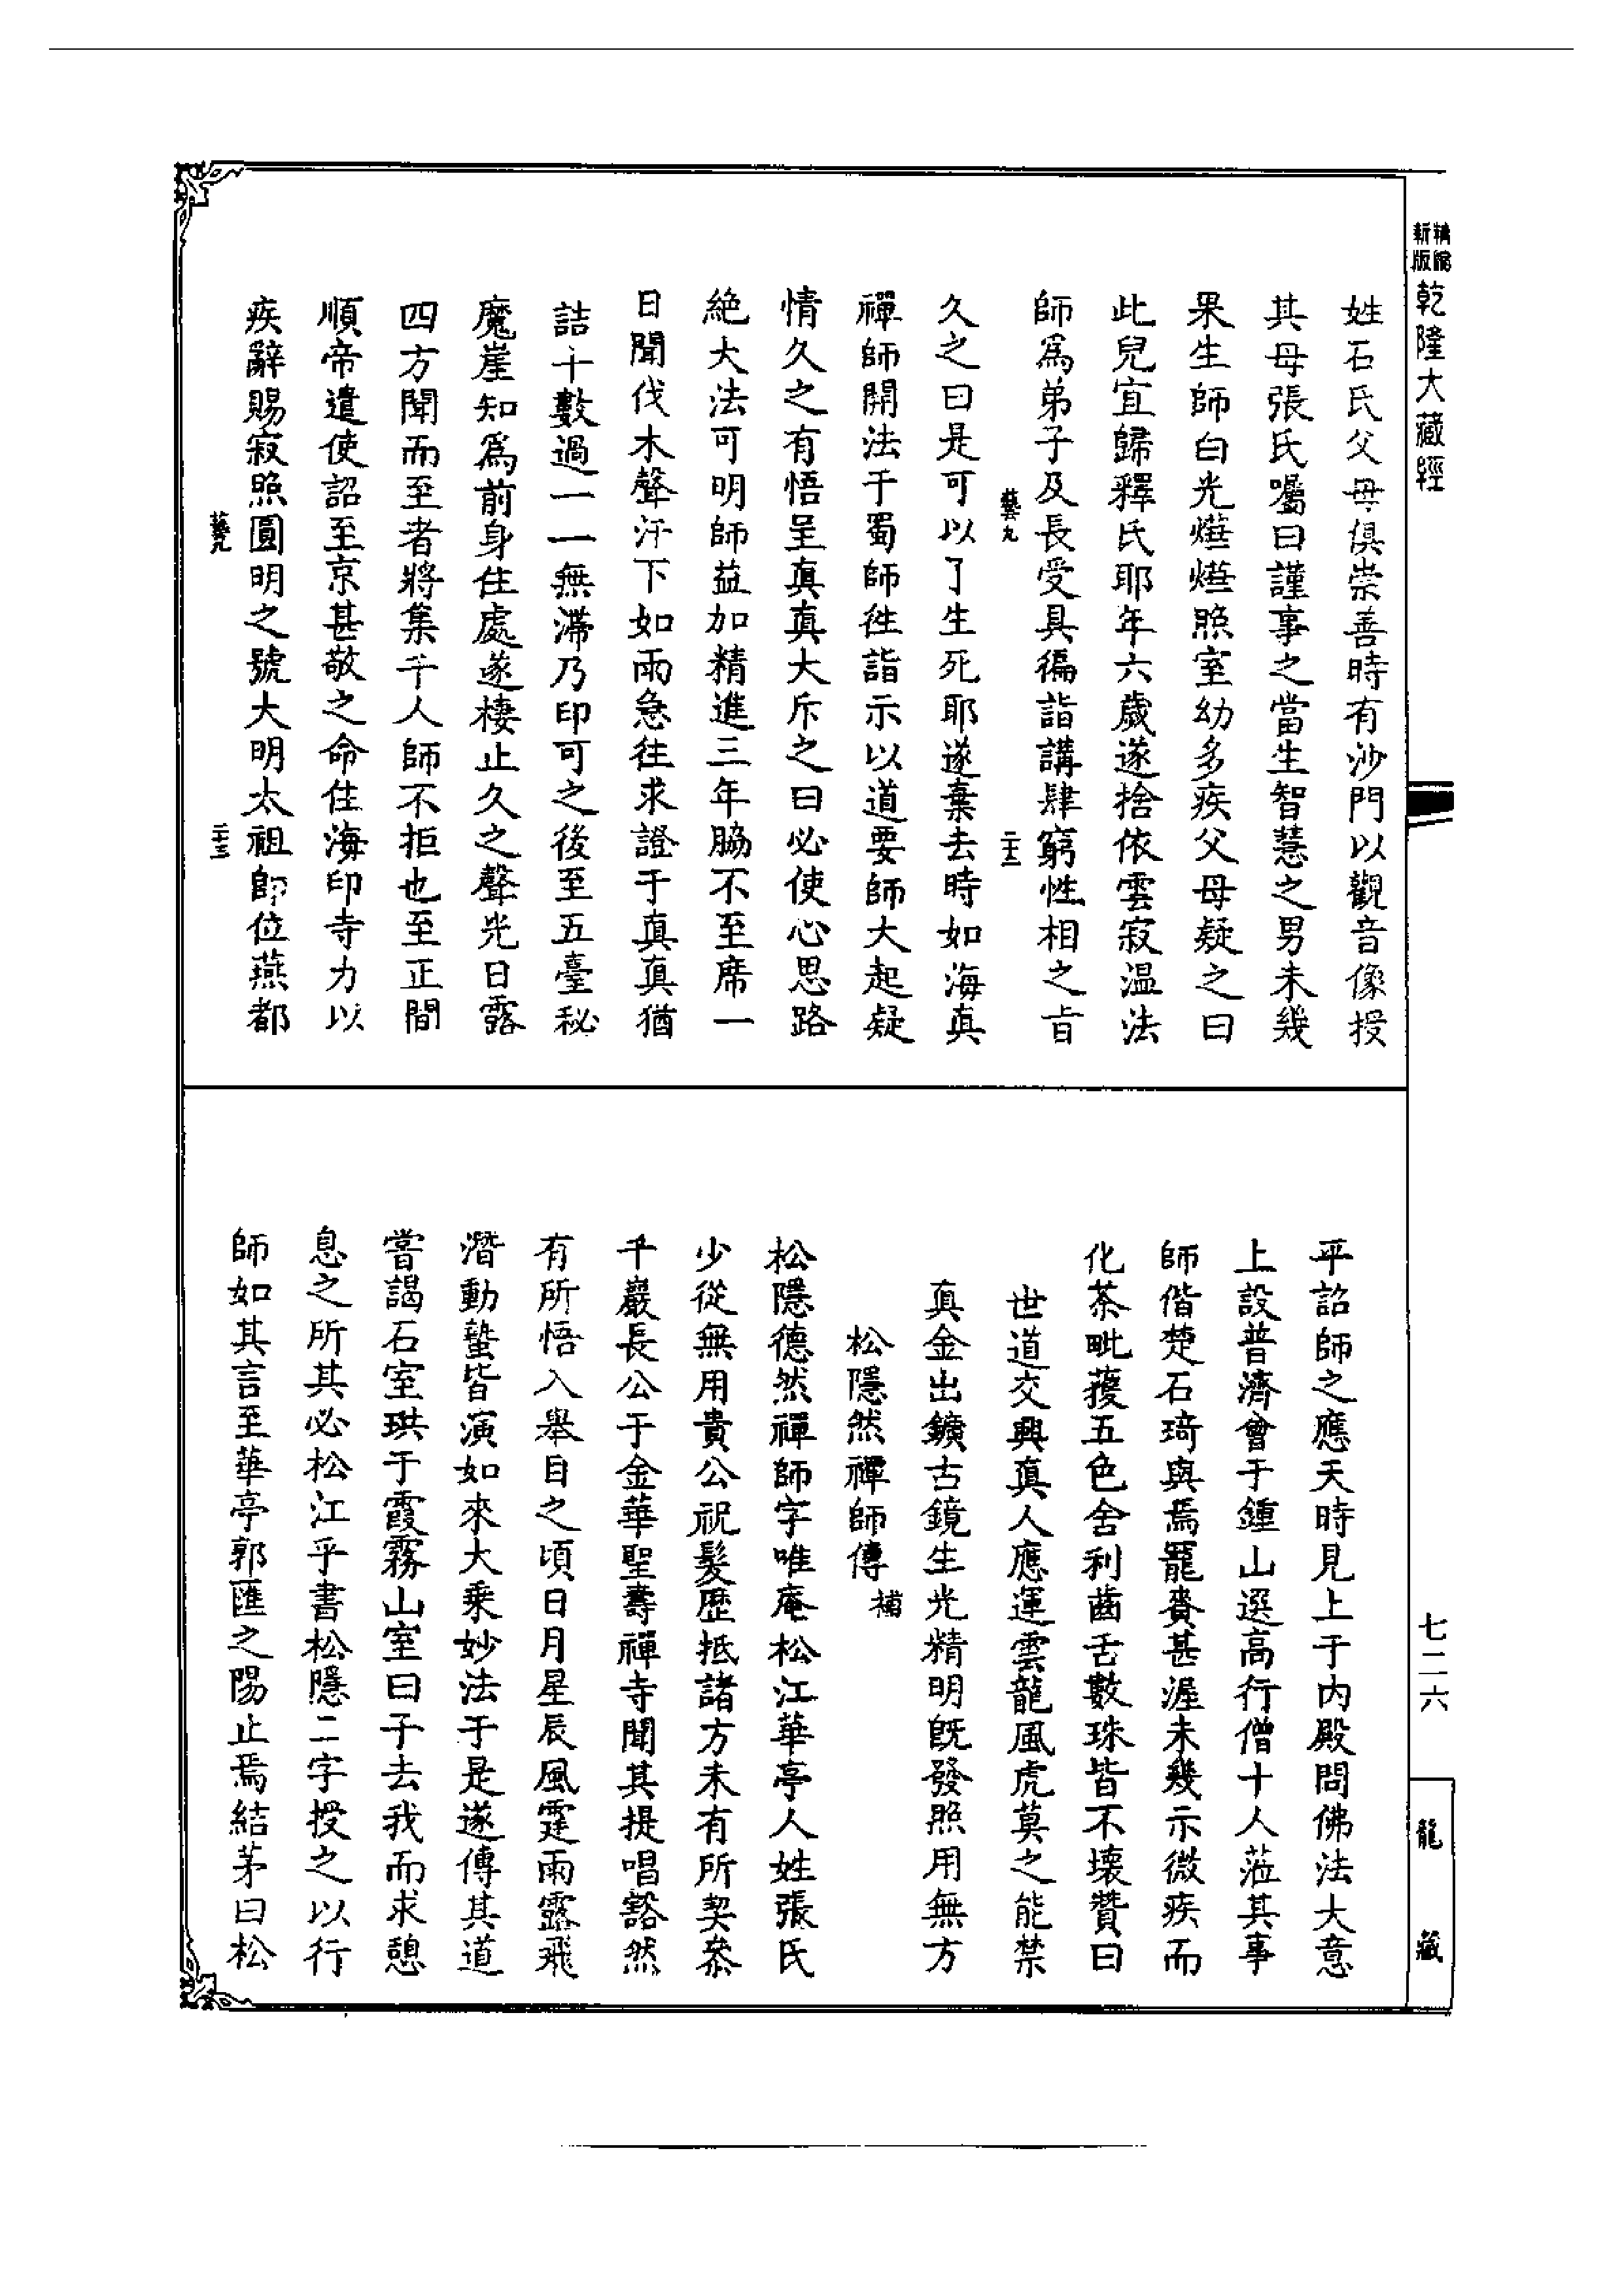 新編
縮版
乾隆大藏經
姓石氏父母俱崇善時有沙門以觀音像授
其母張氏囑曰謹事之當生智慧之男未幾
果生師白光爀爀照室幼多疾父母疑之曰
此兒宜歸釋氏耶年六歲遂捨依雲寂温法
師爲弟子及長受具徧詣講肆窮性相之旨
藝九
二十二
久之曰是可以了生死耶遂棄去時如海真
禪師開法于蜀師往詣示以道要師大起疑
情久之有悟呈真真大斥之曰必使心思路
絶大法可明師益加精進三年脇不至席一
日聞伐木聲汗下如雨急往求證于真真猶
詰十數過一一無滯乃印可之後至五臺秘
魔崖知爲前身住處遂棲止久之聲光日露
四方聞而至者將集千人師不拒也至正間
順帝遣使詔至京甚敬之命住海印寺力以
疾辭賜寂照圓明之號大明太祖即位燕都
藝九
二十三
平詔師之應天時見上于内殿問佛法大意
上設普濟會于鍾山選高行僧十人蒞其事
師偕楚石琦與焉罷賚甚渥未幾示微疾而
化茶毗獲五色舍利齒舌數珠皆不壞贊曰
世道交興真人應運雲龍風虎莫之能禁
真金出鑛古鏡生光精明旣發照用無方
松隱然禪師傳 補
松隱德然禪師字唯庵松江華亭人姓張氏
少從無用貴公祝髮歴抵諸方未有所契叅
千巖長公于金華聖壽禪寺聞其提唱豁然
有所悟入舉目之頃日月星辰風霆雨露飛
潛動蟄皆演如來大乘妙法于是遂傳其道
嘗謁石室珙于霞霧山室曰子去我而求憩
息之所其必松江乎書松隱二字授之以行
師如其言至華亭郭匯之陽止焉結茅曰松
七二六
龍藏